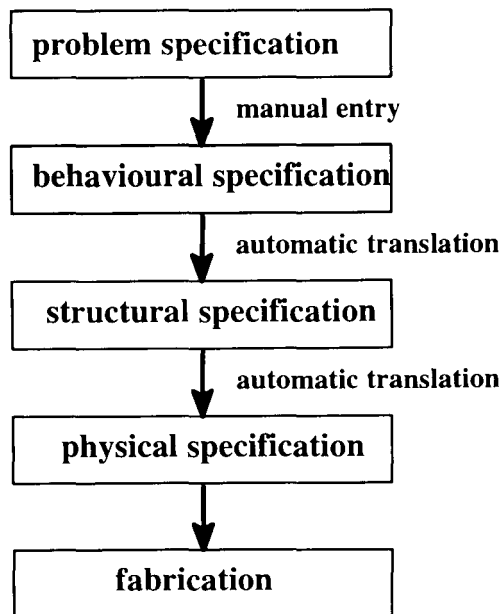 problem specification
manual entry
behavioural specification
automatic translation
structural specification
automatic translation
physical specification
fabrication